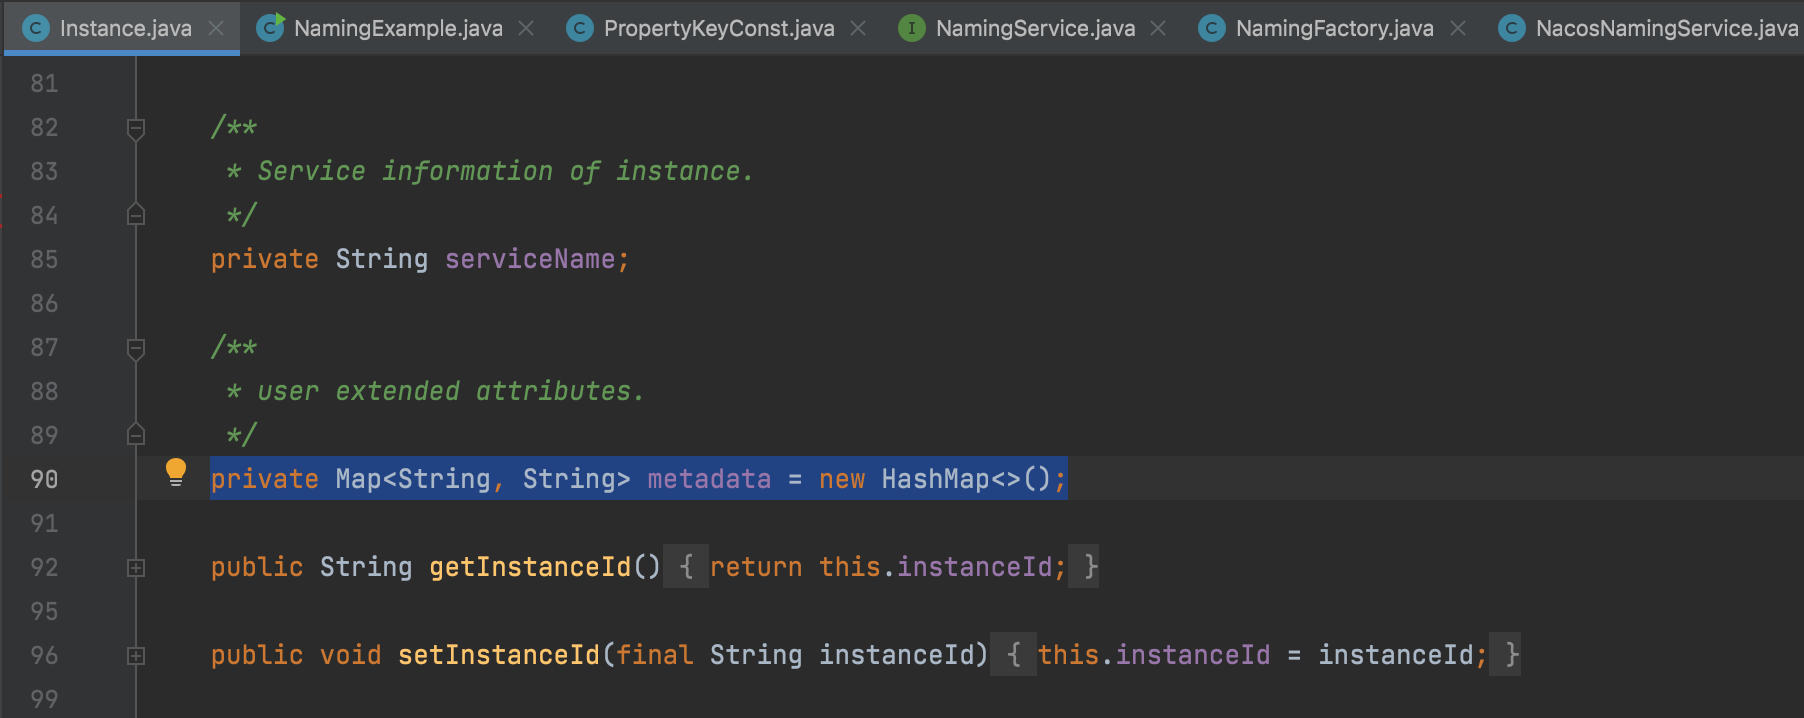 Instance.java NamingExample.java PropertyKeyConst.java NamingService.java NamingFactory.java NacosNamingService.java
81
82 /**
83 * Service information of instance.
84 */
85 private String serviceName;
86
87 /**
88 * user extended attributes.
89 */
90 private Map<String, String> metadata = new HashMap<>();
91
92 public String getInstanceId() { return this.instanceId; }
95
96 public void setInstanceId(final String instanceId) { this.instanceId = instanceId; }
99